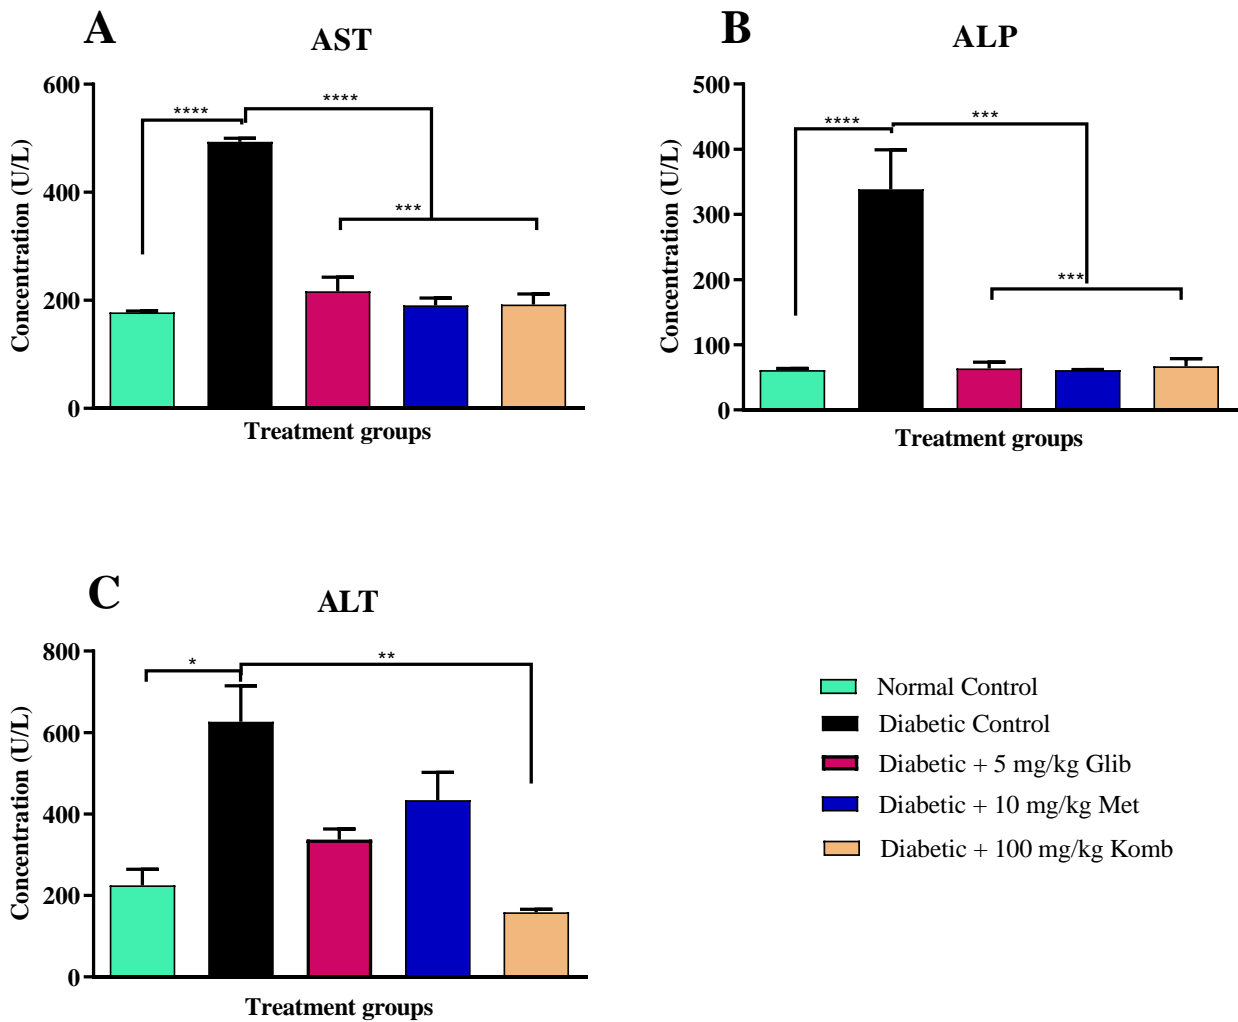 A
AST
600
400
200
0
Concentration (U/L)
****
****
***
Treatment groups
B
ALP
500
400
300
200
100
0
Concentration (U/L)
****
***
***
Treatment groups
C
ALT
800
600
400
200
0
Concentration (U/L)
*
**
Treatment groups
Normal Control
Diabetic Control
Diabetic + 5 mg/kg Glib
Diabetic + 10 mg/kg Met
Diabetic + 100 mg/kg Komb